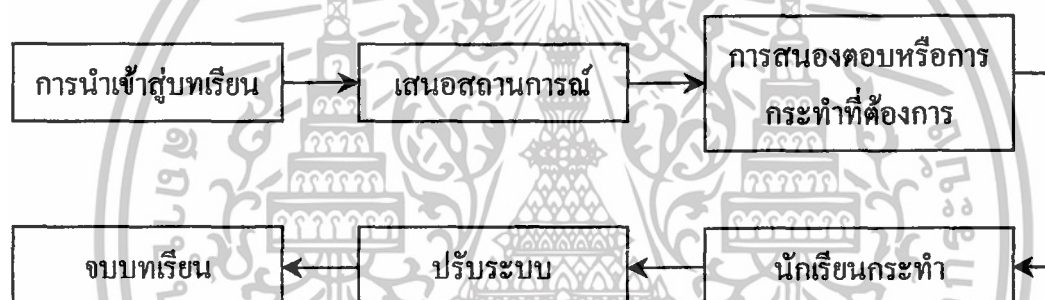 การนำเข้าสู่บทเรียน
เสนอสถานการณ์
การสนองตอบหรือการ
กระทำที่ต้องการ
นักเรียนกระทำ
ปรับระบบ
จบบทเรียน